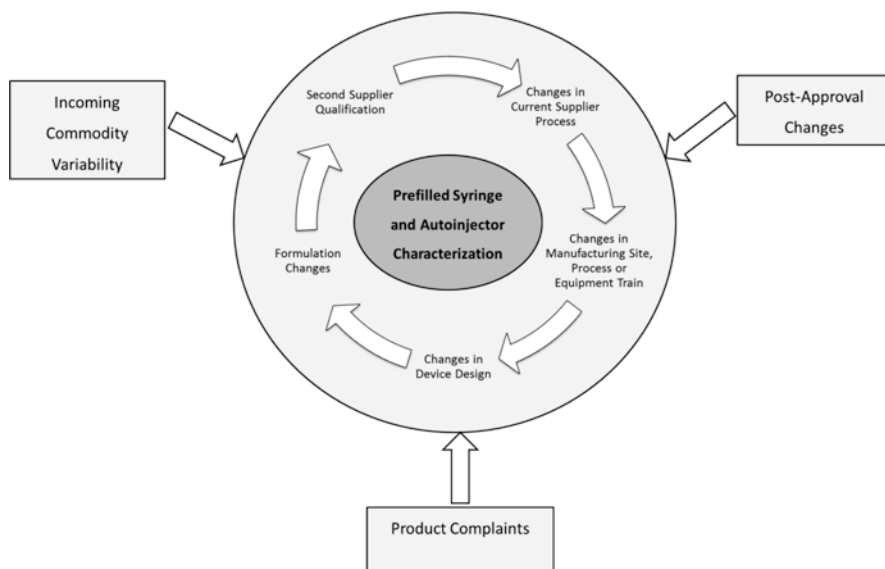 Incoming
Commodity
Variability
Second Supplier
Qualification
Changes in
Current Supplier
Process
Post-Approval
Changes
Prefilled Syringe
and Autoinjector
Characterization
Formulation
Changes
Changes in
Manufacturing Site,
Process or
Equipment Train
Changes in
Device Design
Product Complaints